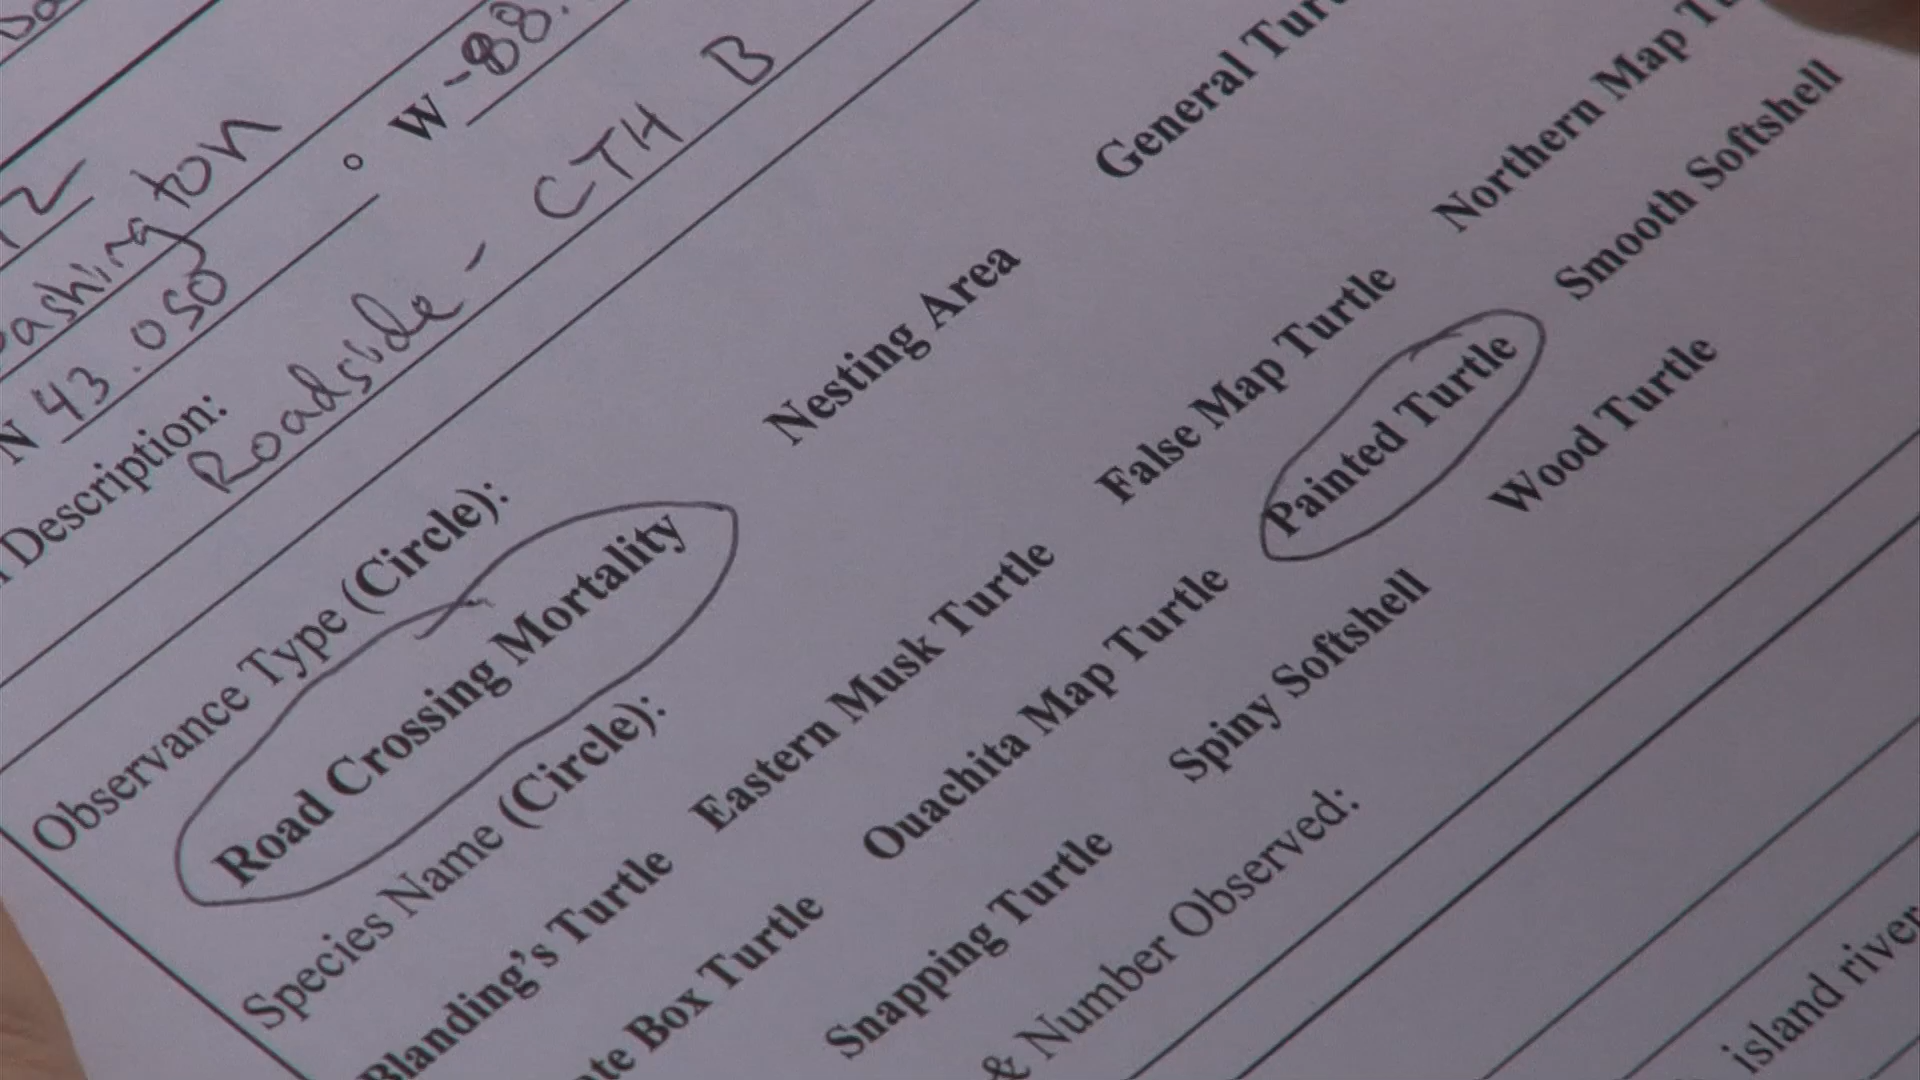 W -88.
N 43.050 °
Description: Roadside - CTH B
Observance Type (Circle):
Road Crossing Mortality Nesting Area General
Species Name (Circle):
Blanding's Turtle Eastern Musk Turtle False Map Turtle Northern Map
Box Turtle Ouachita Map Turtle Painted Turtle Smooth Softshell
Snapping Turtle Spiny Softshell Wood Turtle
& Number Observed:
island river